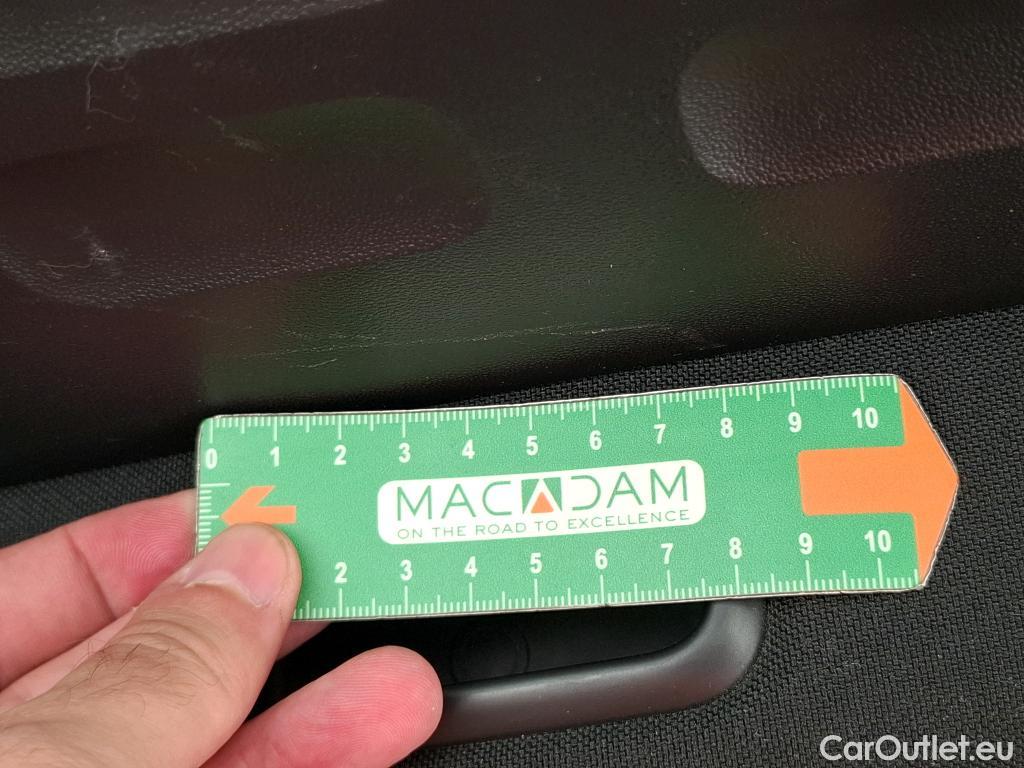 0 1 2 3 4 5 6 7 8 9 10
MACADAM
ON THE ROAD TO EXCELLENCE
2 3 4 5 6 7 8 9 10
CarOutlet.eu